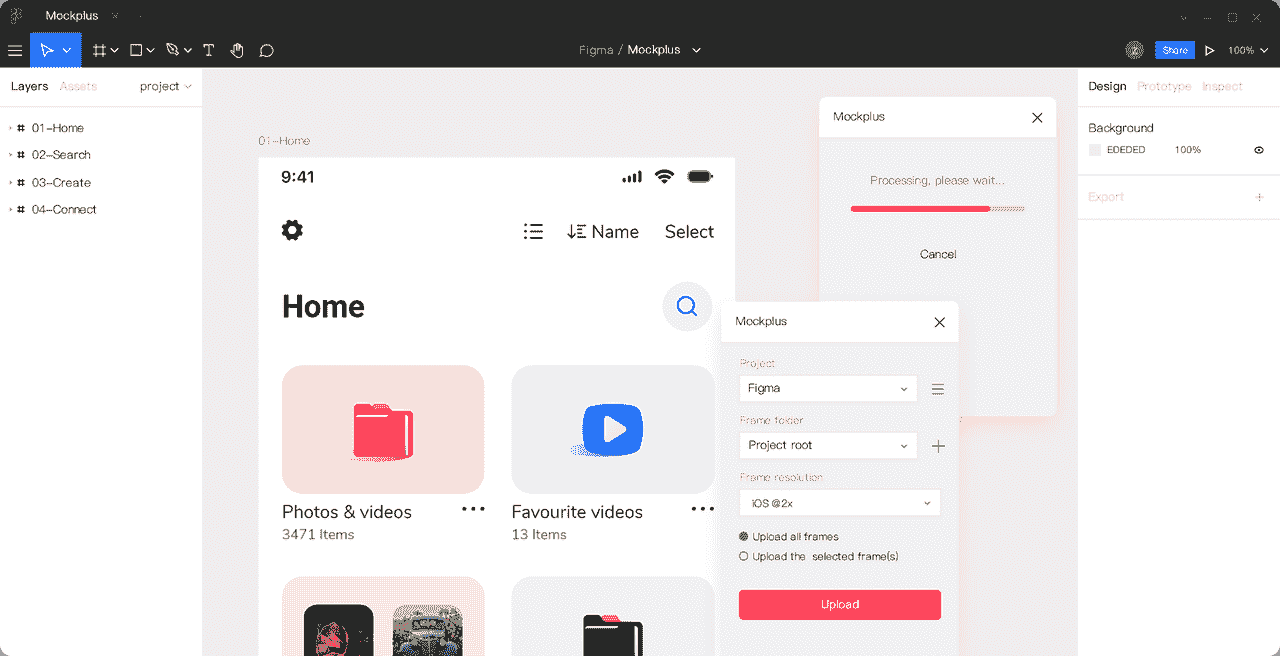 Mockplus
Figma / Mockplus
Share
100%
Layers Assets project
01--Home
02--Search
03--Create
04--Connect
01--Home
9:41
Name Select
Home
Photos & videos
3471 Items
Favourite videos
13 Items
Mockplus
Processing, please wait...
Cancel
Mockplus
Project
Figma
Frame folder
Project root
Frame resolution
iOS @2x
Upload all frames
Upload the selected frame(s)
Upload
Design Prototype Inspect
Background
EDEDED 100%
Export